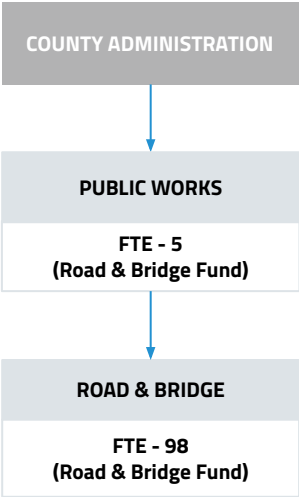 COUNTY ADMINISTRATION
PUBLIC WORKS
FTE - 5
(Road & Bridge Fund)
ROAD & BRIDGE
FTE - 98
(Road & Bridge Fund)